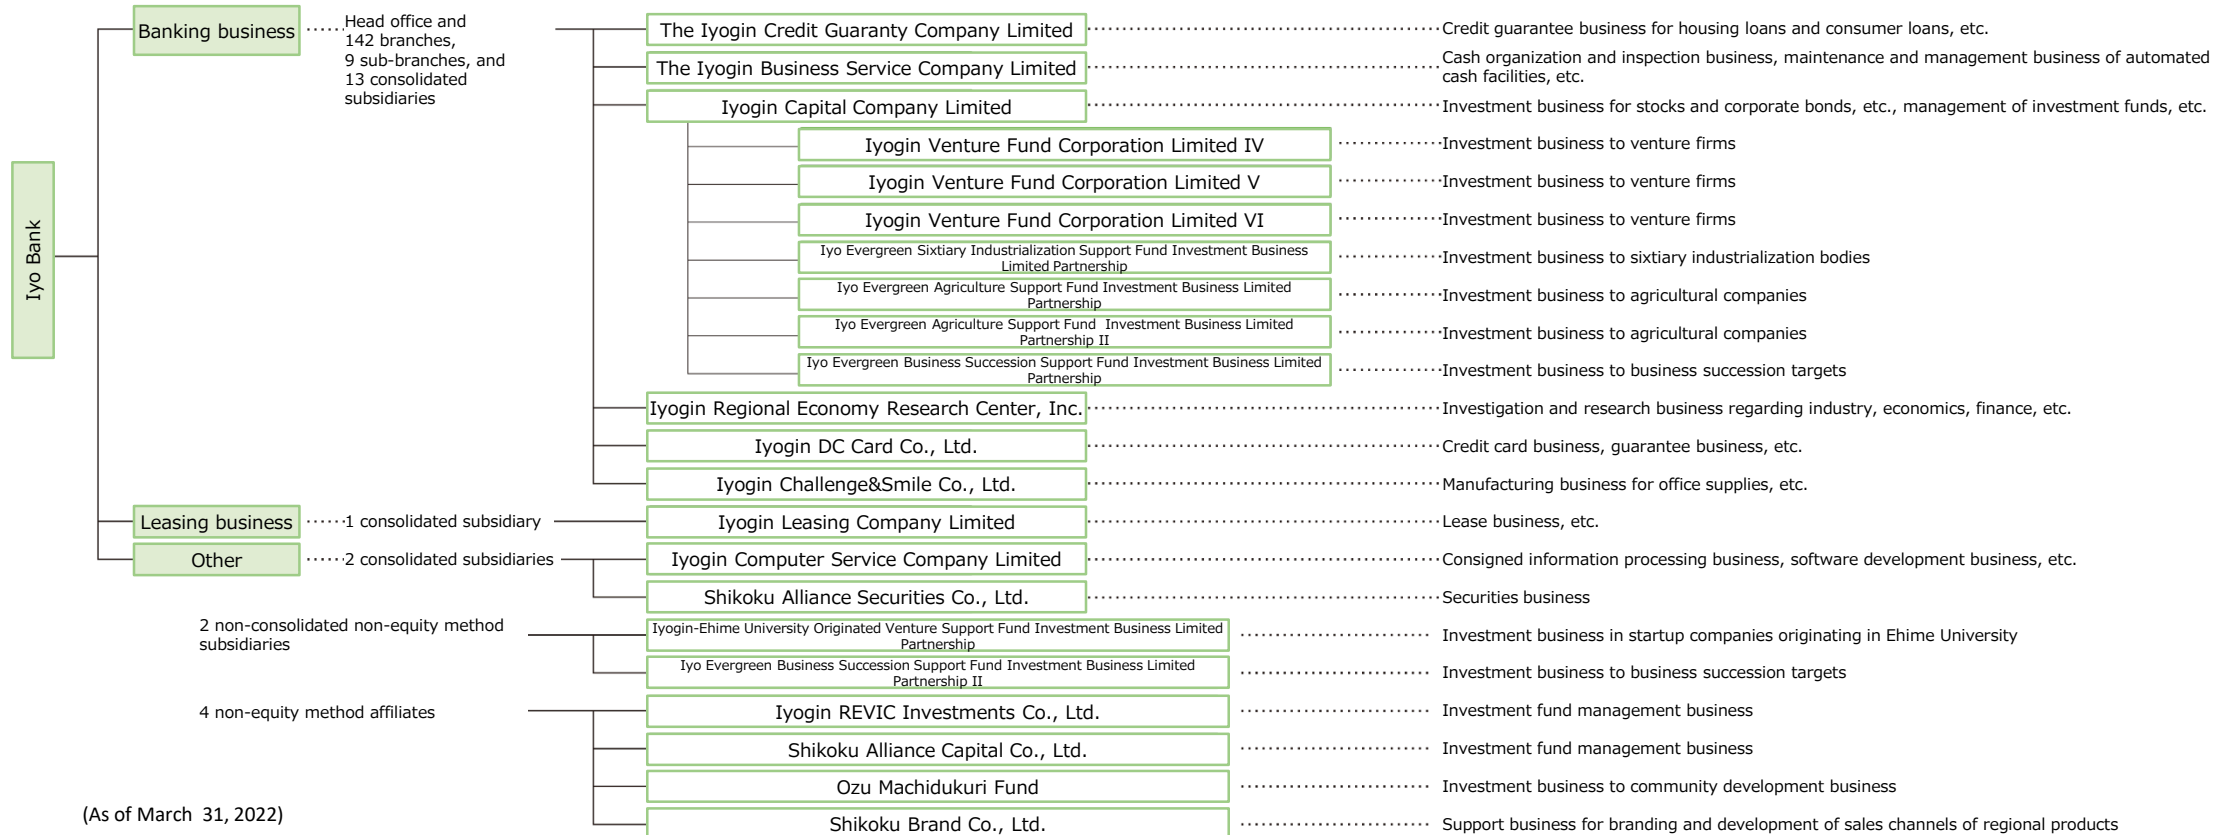 Iyo Bank
Banking business
Head office and
142 branches,
9 sub-branches, and
13 consolidated
subsidiaries
The Iyogin Credit Guaranty Company Limited
Credit guarantee business for housing loans and consumer loans, etc.
The Iyogin Business Service Company Limited
Cash organization and inspection business, maintenance and management business of automated
cash facilities, etc.
Iyogin Capital Company Limited
Investment business for stocks and corporate bonds, etc., management of investment funds, etc.
Iyogin Venture Fund Corporation Limited IV
Investment business to venture firms
Iyogin Venture Fund Corporation Limited V
Investment business to venture firms
Iyogin Venture Fund Corporation Limited VI
Investment business to venture firms
Iyo Evergreen Sixtiary Industrialization Support Fund Investment Business
Limited Partnership
Investment business to sixtiary industrialization bodies
Iyo Evergreen Agriculture Support Fund Investment Business Limited
Partnership
Investment business to agricultural companies
Iyo Evergreen Agriculture Support Fund Investment Business Limited
Partnership II
Investment business to agricultural companies
Iyo Evergreen Business Succession Support Fund Investment Business Limited
Partnership
Investment business to business succession targets
Iyogin Regional Economy Research Center, Inc.
Investigation and research business regarding industry, economics, finance, etc.
Iyogin DC Card Co., Ltd.
Credit card business, guarantee business, etc.
Iyogin Challenge&Smile Co., Ltd.
Manufacturing business for office supplies, etc.
Leasing business
1 consolidated subsidiary
Iyogin Leasing Company Limited
Lease business, etc.
Other
2 consolidated subsidiaries
Iyogin Computer Service Company Limited
Consigned information processing business, software development business, etc.
Shikoku Alliance Securities Co., Ltd.
Securities business
2 non-consolidated non-equity method
subsidiaries
Iyogin-Ehime University Originated Venture Support Fund Investment Business Limited
Partnership
Investment business in startup companies originating in Ehime University
Iyo Evergreen Business Succession Support Fund Investment Business Limited
Partnership II
Investment business to business succession targets
4 non-equity method affiliates
Iyogin REVIC Investments Co., Ltd.
Investment fund management business
Shikoku Alliance Capital Co., Ltd.
Investment fund management business
Ozu Machidukuri Fund
Investment business to community development business
Shikoku Brand Co., Ltd.
Support business for branding and development of sales channels of regional products
(As of March 31, 2022)